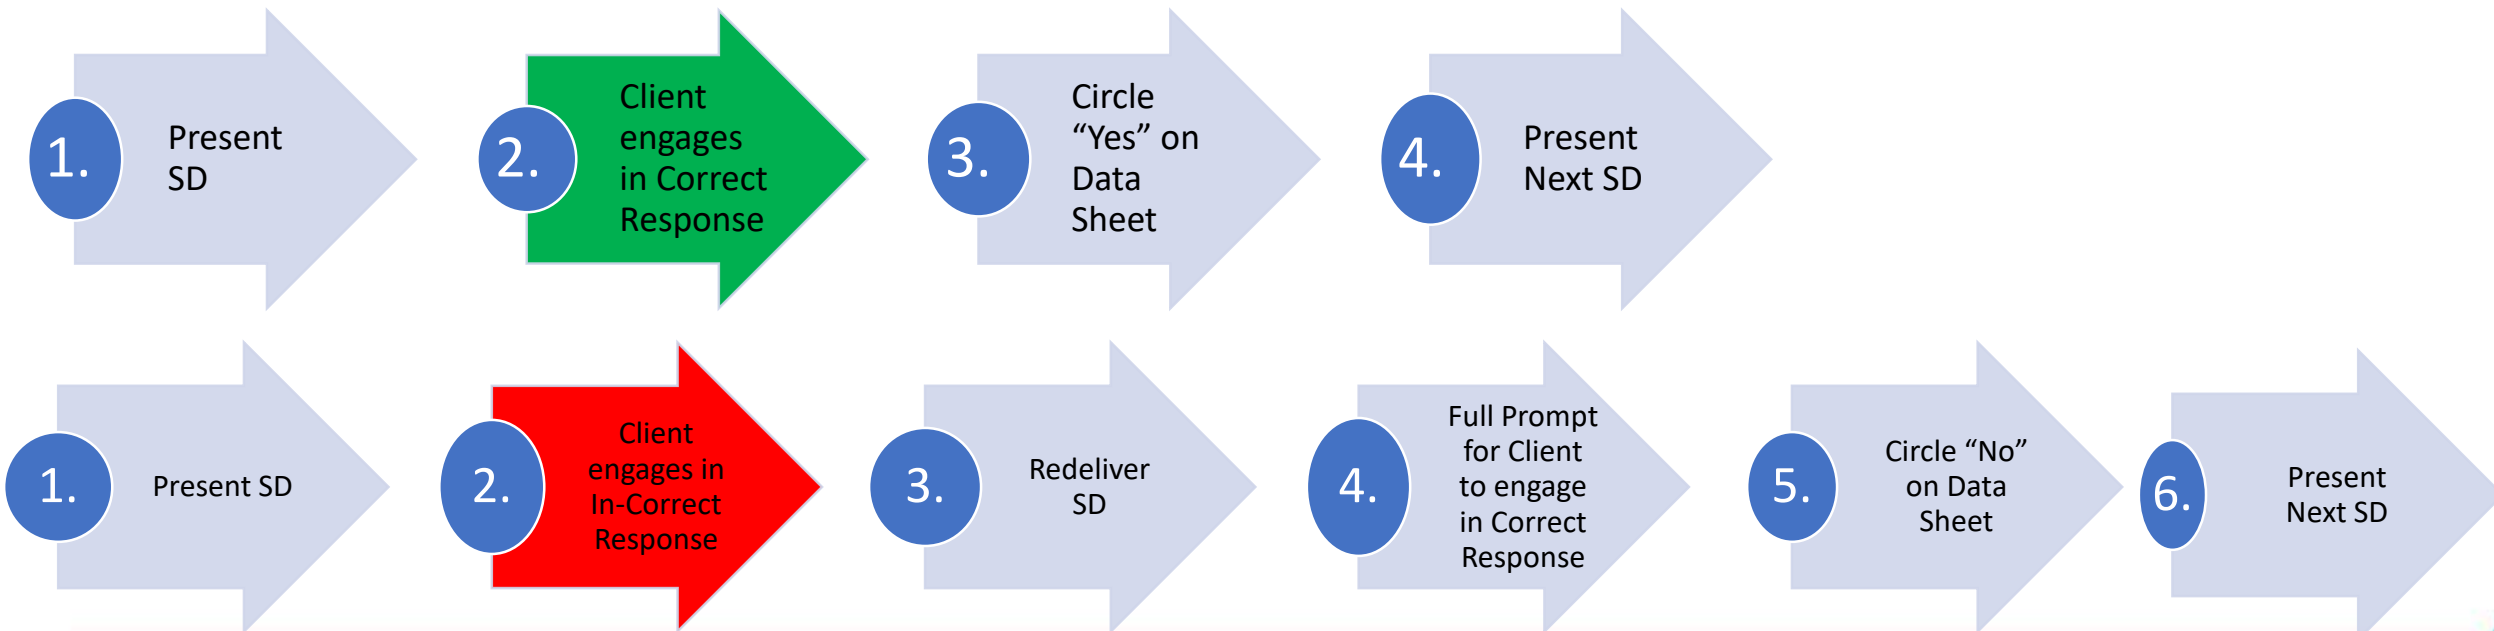 1.
Present
SD
2.
Client
engages
in Correct
Response
3.
Circle
“Yes” on
Data
Sheet
4.
Present
Next SD
1.
Present SD
2.
Client
engages in
In-Correct
Response
3.
Redeliver
SD
4.
Full Prompt
for Client
to engage
in Correct
Response
5.
Circle “No”
on Data
Sheet
6.
Present
Next SD